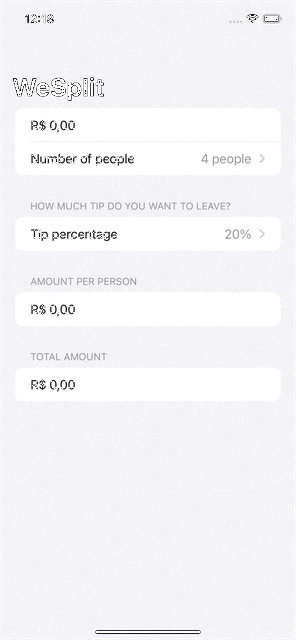 12:18
WeSplit
R$ 0,00
Number of people 4 people
HOW MUCH TIP DO YOU WANT TO LEAVE?
Tip percentage 20%
AMOUNT PER PERSON
R$ 0,00
TOTAL AMOUNT
R$ 0,00